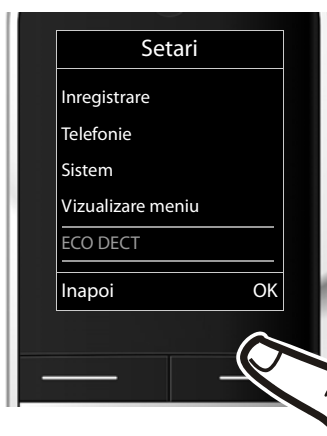 Setari
Inregistrare
Telefonie
Sistem
Vizualizare meniu
ECO DECT
Inapoi OK